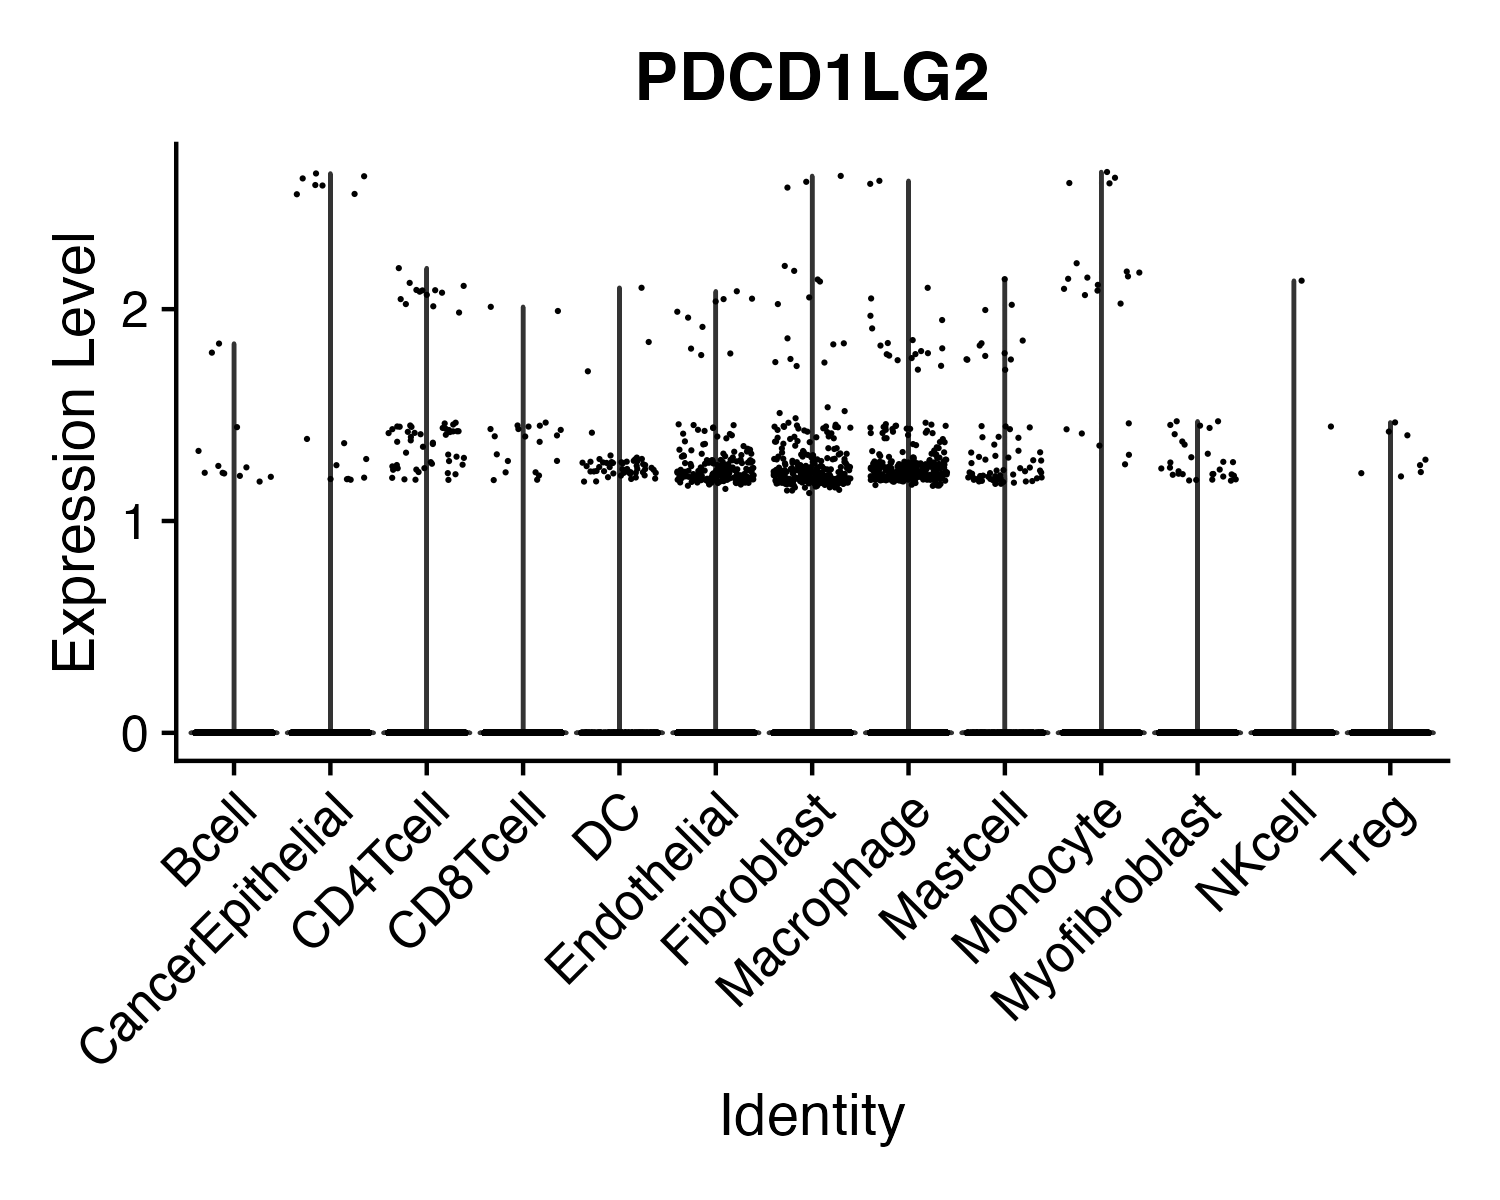 PDCD1LG2
Expression Level
2
1
0
Bcell
CancerEpithelial
CD4Tcell
CD8Tcell
DC
Endothelial
Fibroblast
Macrophage
Mastcell
Monocyte
Myofibroblast
NKcell
Treg
Identity